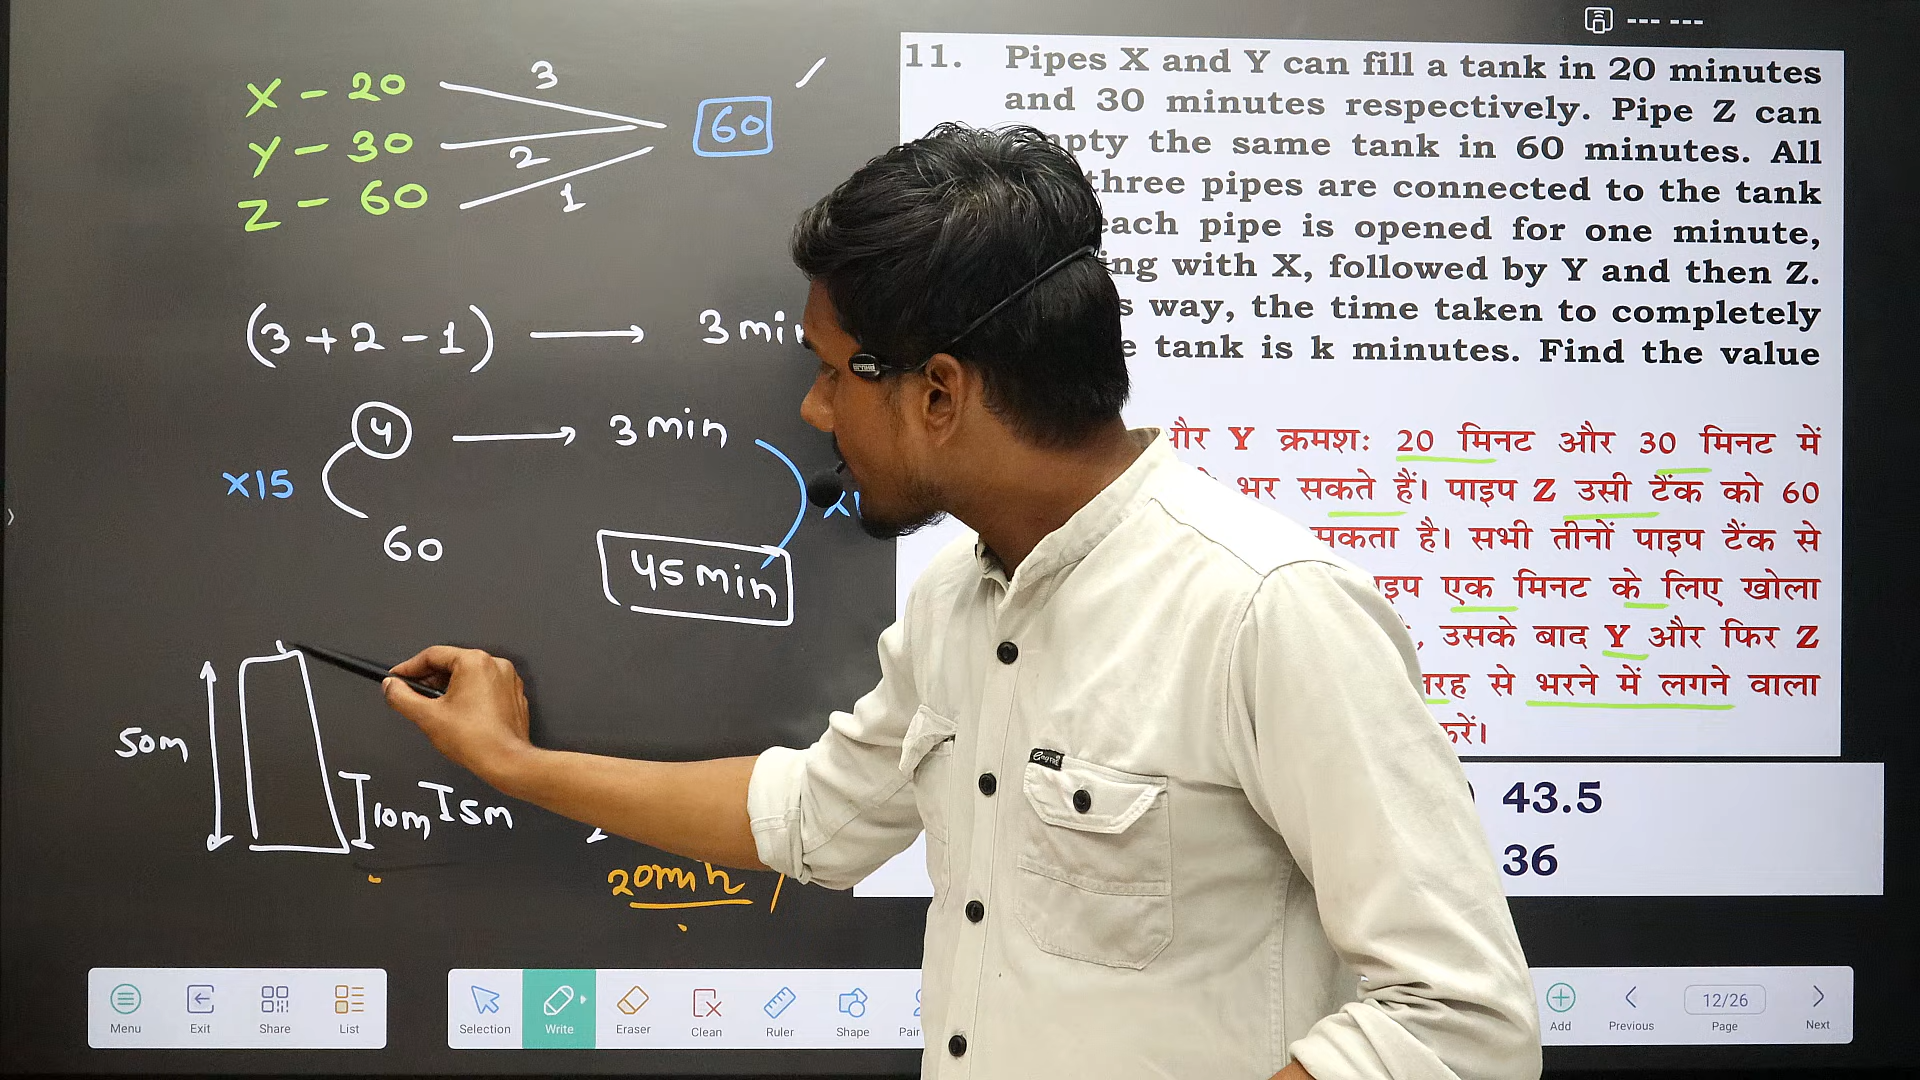 --- ---
X - 20
Y - 30
Z - 60
3
2
1
60
(3+2-1) → 3 min
4 → 3 min
x15
60
45 min
50m
10m
5m
20min
11. Pipes X and Y can fill a tank in 20 minutes
and 30 minutes respectively. Pipe Z can
the same tank in 60 minutes. All
three pipes are connected to the tank
each pipe is opened for one minute,
with X, followed by Y and then Z.
way, the time taken to completely
tank is k minutes. Find the value
Y क्रमशः 20 मिनट और 30 मिनट में
भर सकते हैं। पाइप Z उसी टैंक को 60
है। सभी तीनों पाइप टैंक से
एक मिनट के लिए खोला
, उसके बाद Y और फिर Z
से भरने में लगने वाला
43.5
36
Menu
Exit
Share
List
Selection
Write
Eraser
Clean
Ruler
Shape
Pair
Add
Previous
12/26
Page
Next